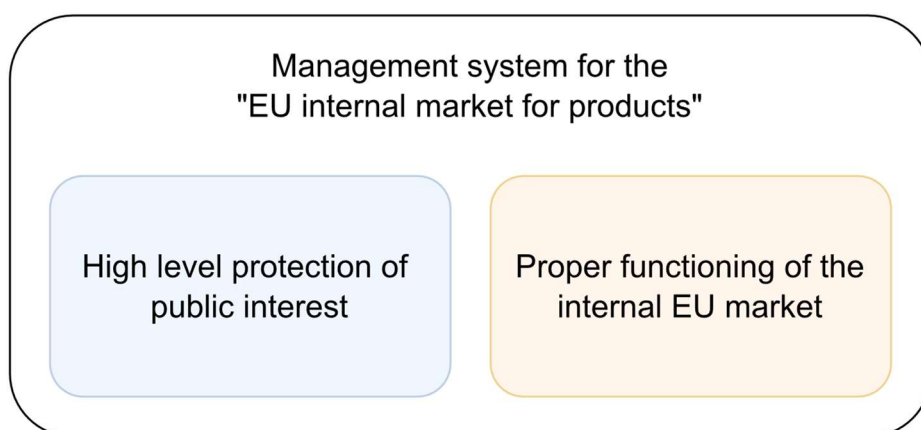 Management system for the
"EU internal market for products"
High level protection of
public interest
Proper functioning of the
internal EU market